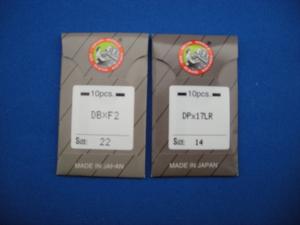 10pcs.
DB×F2
Size: 22
MADE IN JAPAN
10pcs.
DP×17LR
Size: 14
MADE IN JAPAN